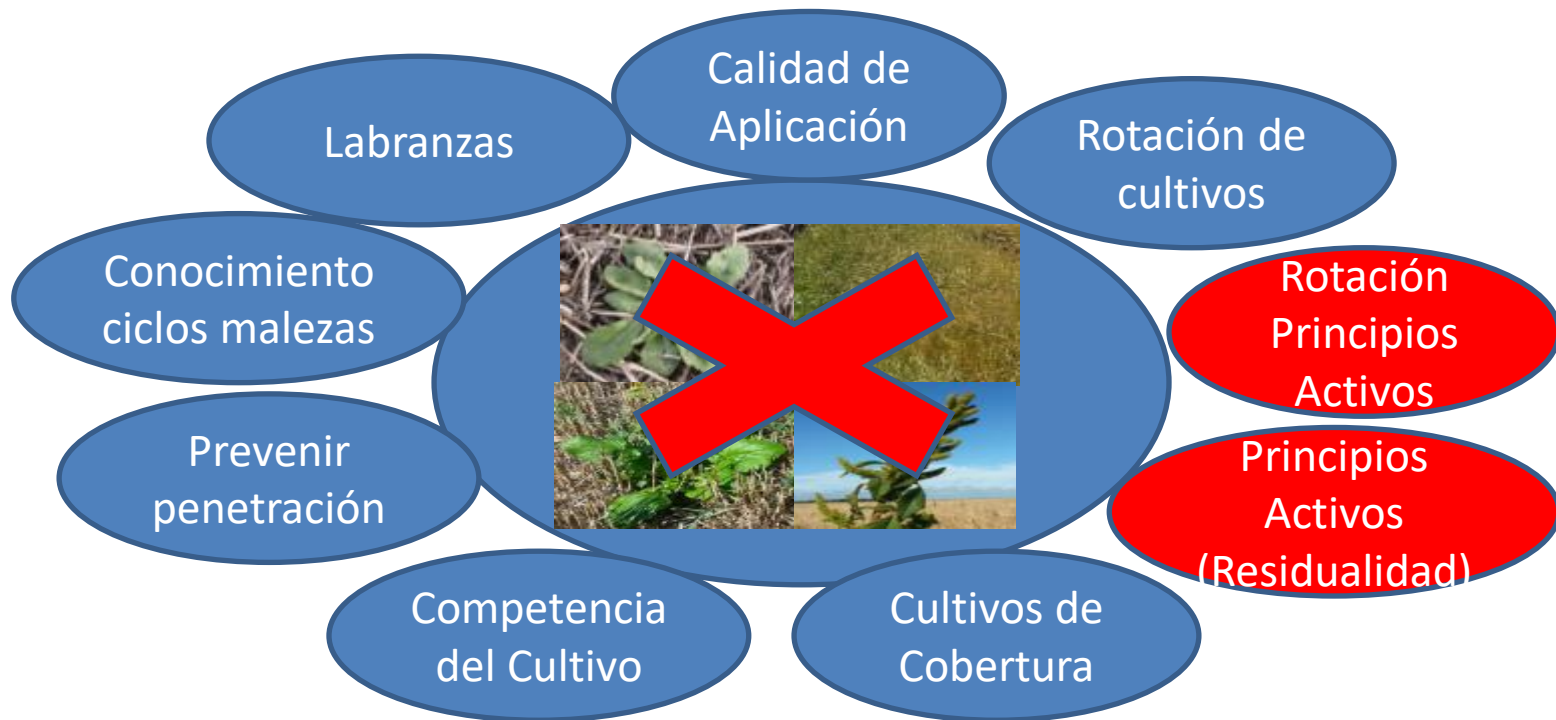 Calidad de
Aplicación
Labranzas
Rotación de
cultivos
Conocimiento
ciclos malezas
Rotación
Principios
Activos
Prevenir
penetración
Principios
Activos
(Residualidad)
Competencia
del Cultivo
Cultivos de
Cobertura